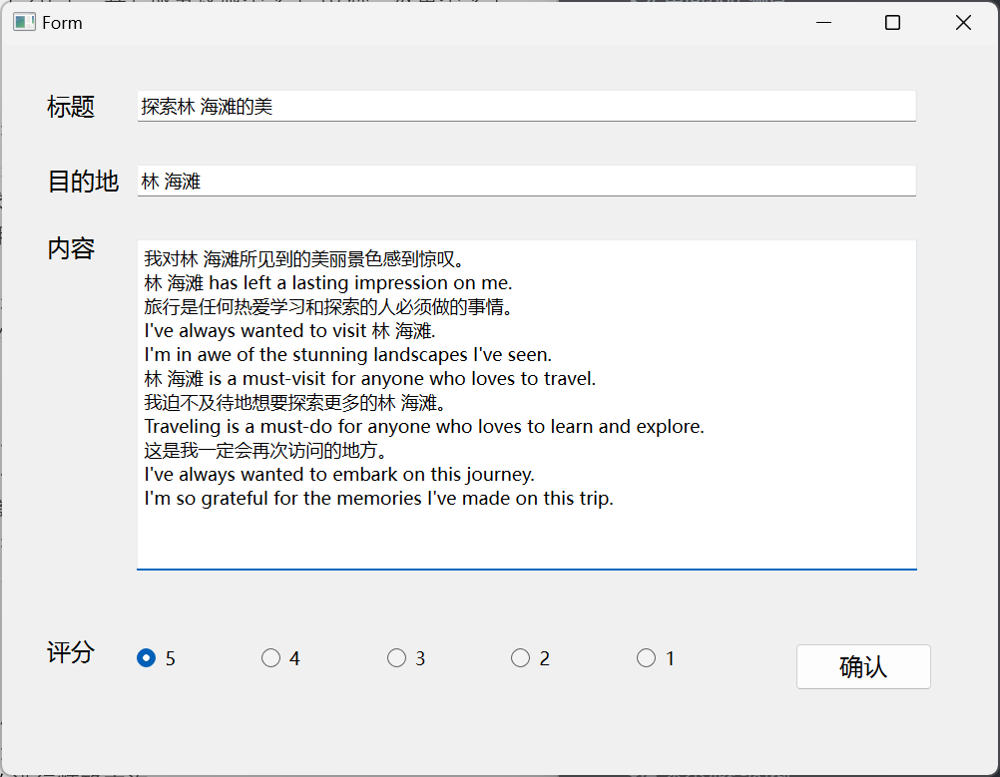 Form
标题
探索林 海滩的美
目的地
林 海滩
内容
我对林 海滩所见到的美丽景色感到惊叹。
林 海滩 has left a lasting impression on me.
旅行是任何热爱学习和探索的人必须做的事情。
I've always wanted to visit 林 海滩.
I'm in awe of the stunning landscapes I've seen.
林 海滩 is a must-visit for anyone who loves to travel.
我迫不及待地想要探索更多的林 海滩。
Traveling is a must-do for anyone who loves to learn and explore.
这是我一定会再次访问的地方。
I've always wanted to embark on this journey.
I'm so grateful for the memories I've made on this trip.
评分
5 4 3 2 1
确认